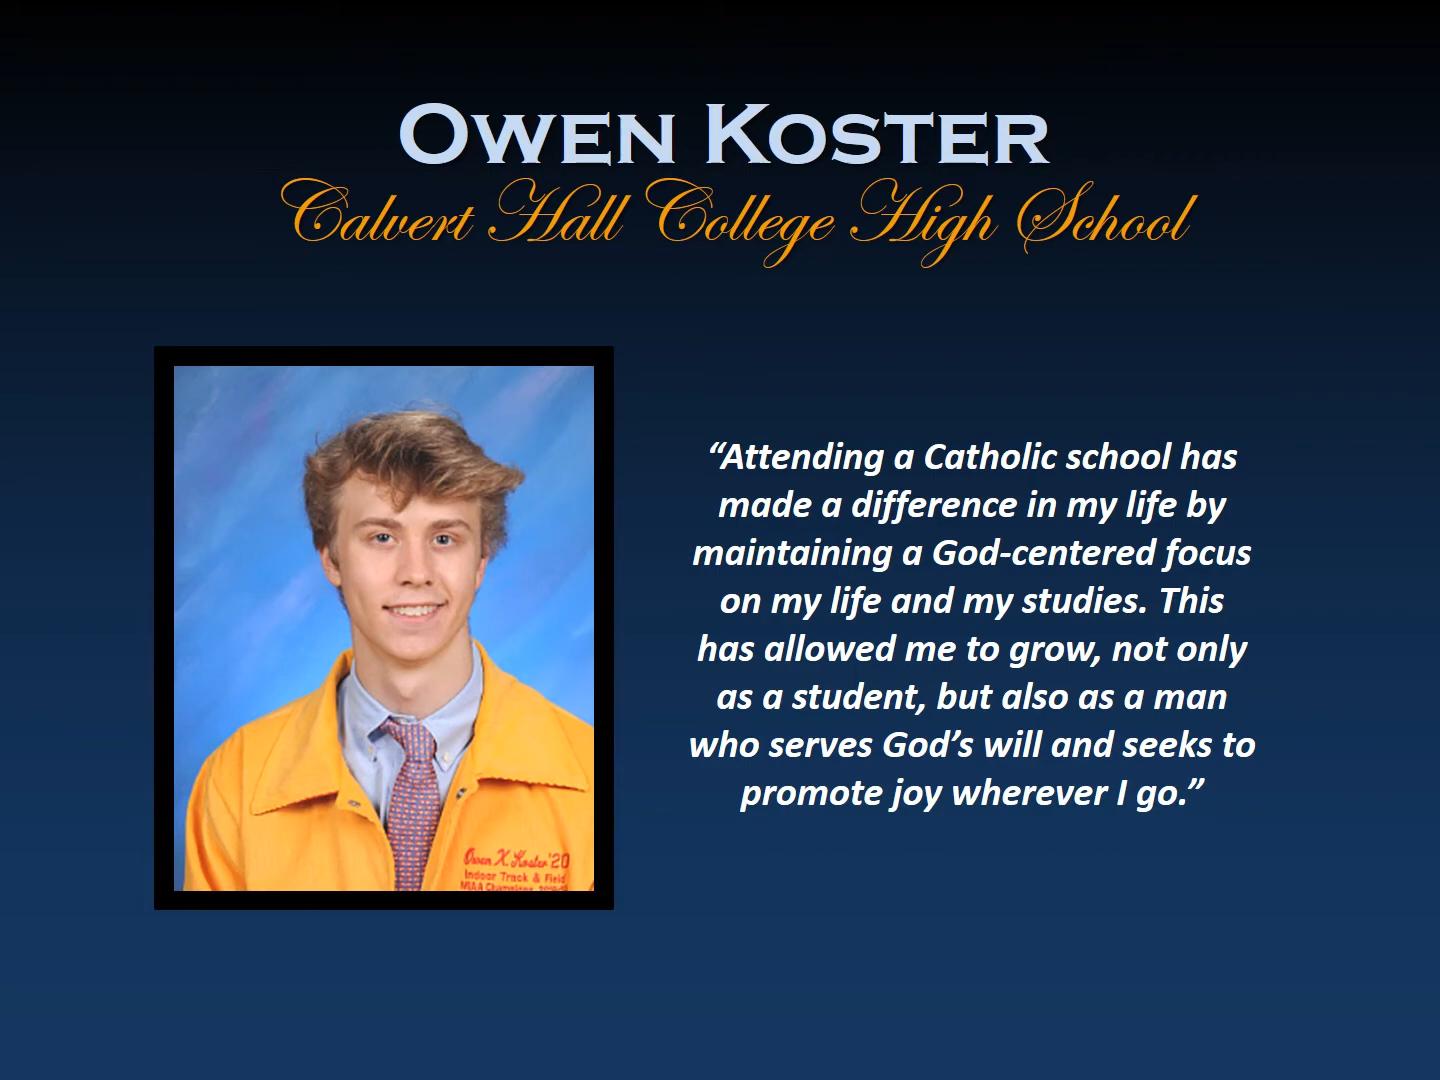 Owen Koster
Calvert Hall College High School
“Attending a Catholic school has
made a difference in my life by
maintaining a God-centered focus
on my life and my studies. This
has allowed me to grow, not only
as a student, but also as a man
who serves God’s will and seeks to
promote joy wherever I go.”
Owen X. Koster '20
Indoor Track & Field
MIAA Champions